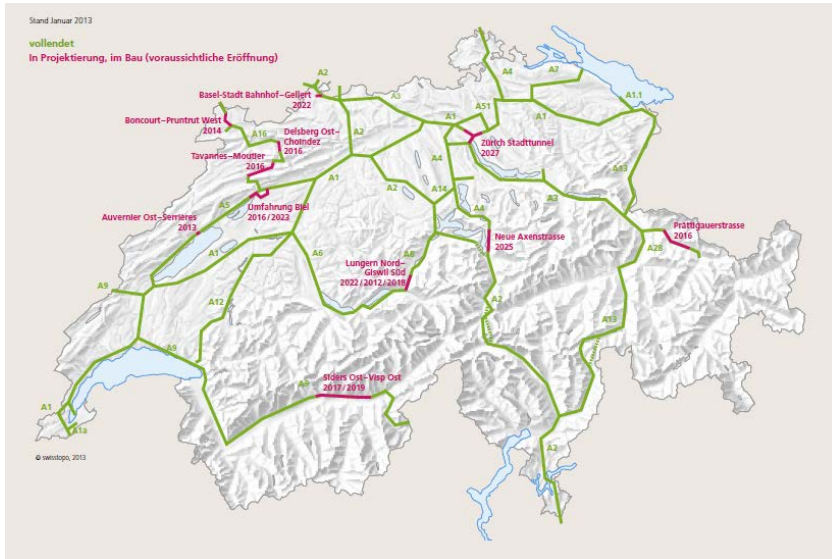 Stand Januar 2013
vollendet
In Projektierung, im Bau (voraussichtliche Eröffnung)
A2
Basel-Stadt Bahnhof–Gellert
2022
A3
A4
A7
A51
A1
A1.1
Boncourt–Pruntrut West
2014
A16
Delsberg Ost–
Choindez
2016
A2
A1
Zürich Stadttunnel
2027
Tavannes–Moutier
2016
A4
A13
A5
Umfahrung Biel
2016/2023
A1
A2
A14
A3
Auvernier Ost–Serrières
2013
A4
Neue Axenstrasse
2025
Prättigauerstrasse
2016
A28
A1
A6
A8
Lungern Nord–
Giswil Süd
2022/2012/2018
A9
A12
A2
A13
A9
A9
Siders Ost–Visp Ost
2017/2019
A1
A1a
A2
© swisstopo, 2013